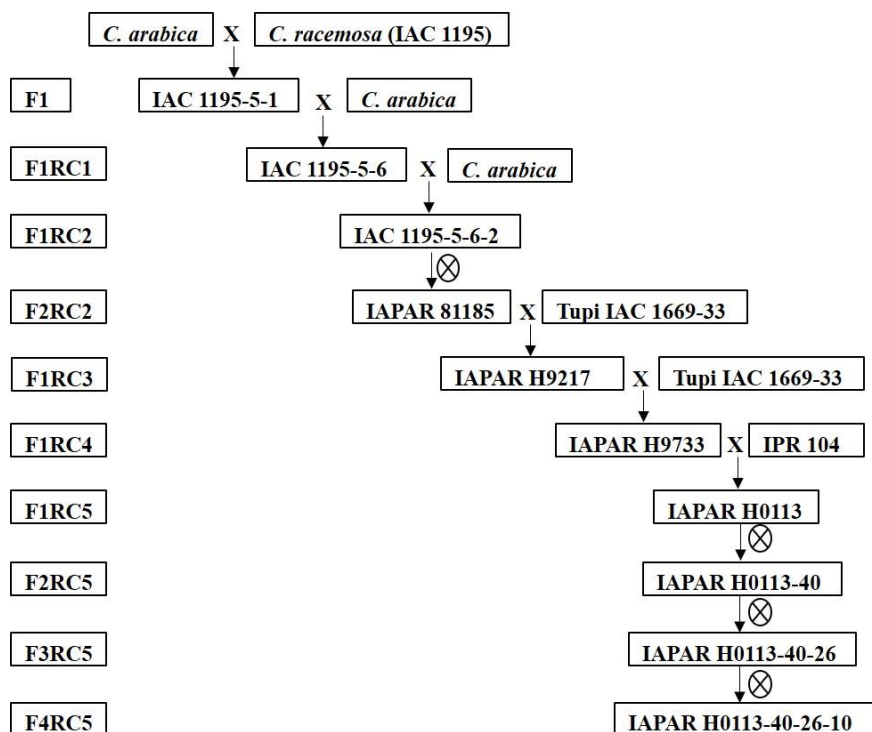 C. arabica X C. racemosa (IAC 1195)
F1 IAC 1195-5-1 X C. arabica
F1RC1 IAC 1195-5-6 X C. arabica
F1RC2 IAC 1195-5-6-2
F2RC2 IAPAR 81185 X Tupi IAC 1669-33
F1RC3 IAPAR H9217 X Tupi IAC 1669-33
F1RC4 IAPAR H9733 X IPR 104
F1RC5 IAPAR H0113
F2RC5 IAPAR H0113-40
F3RC5 IAPAR H0113-40-26
F4RC5 IAPAR H0113-40-26-10